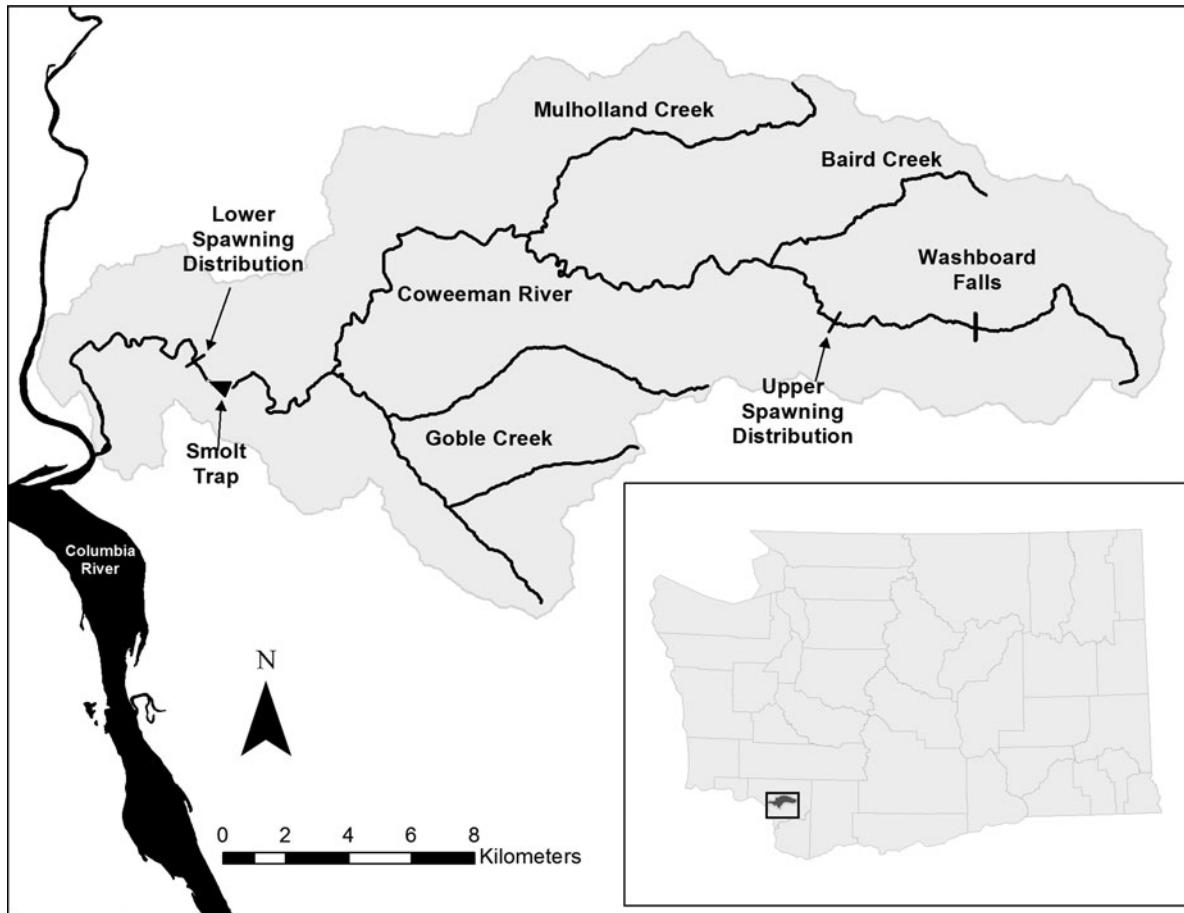 Mulholland Creek
Baird Creek
Lower
Spawning
Distribution
Washboard
Falls
Coweeman River
Upper
Spawning
Distribution
Goble Creek
Smolt
Trap
Columbia
River
N
0 2 4 6 8
Kilometers